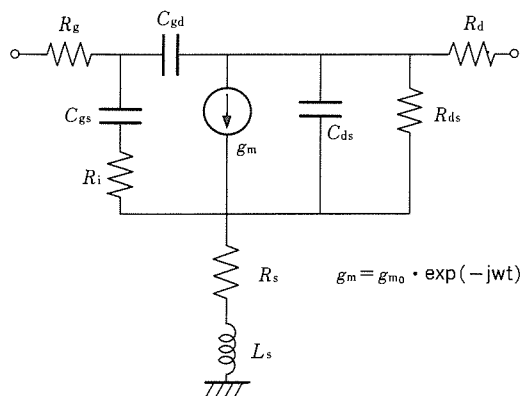 Rg
Cgd
Rd
Cgs
gm
Cds
Rds
Ri
Rs
gm=gm0・exp(-jwt)
Ls